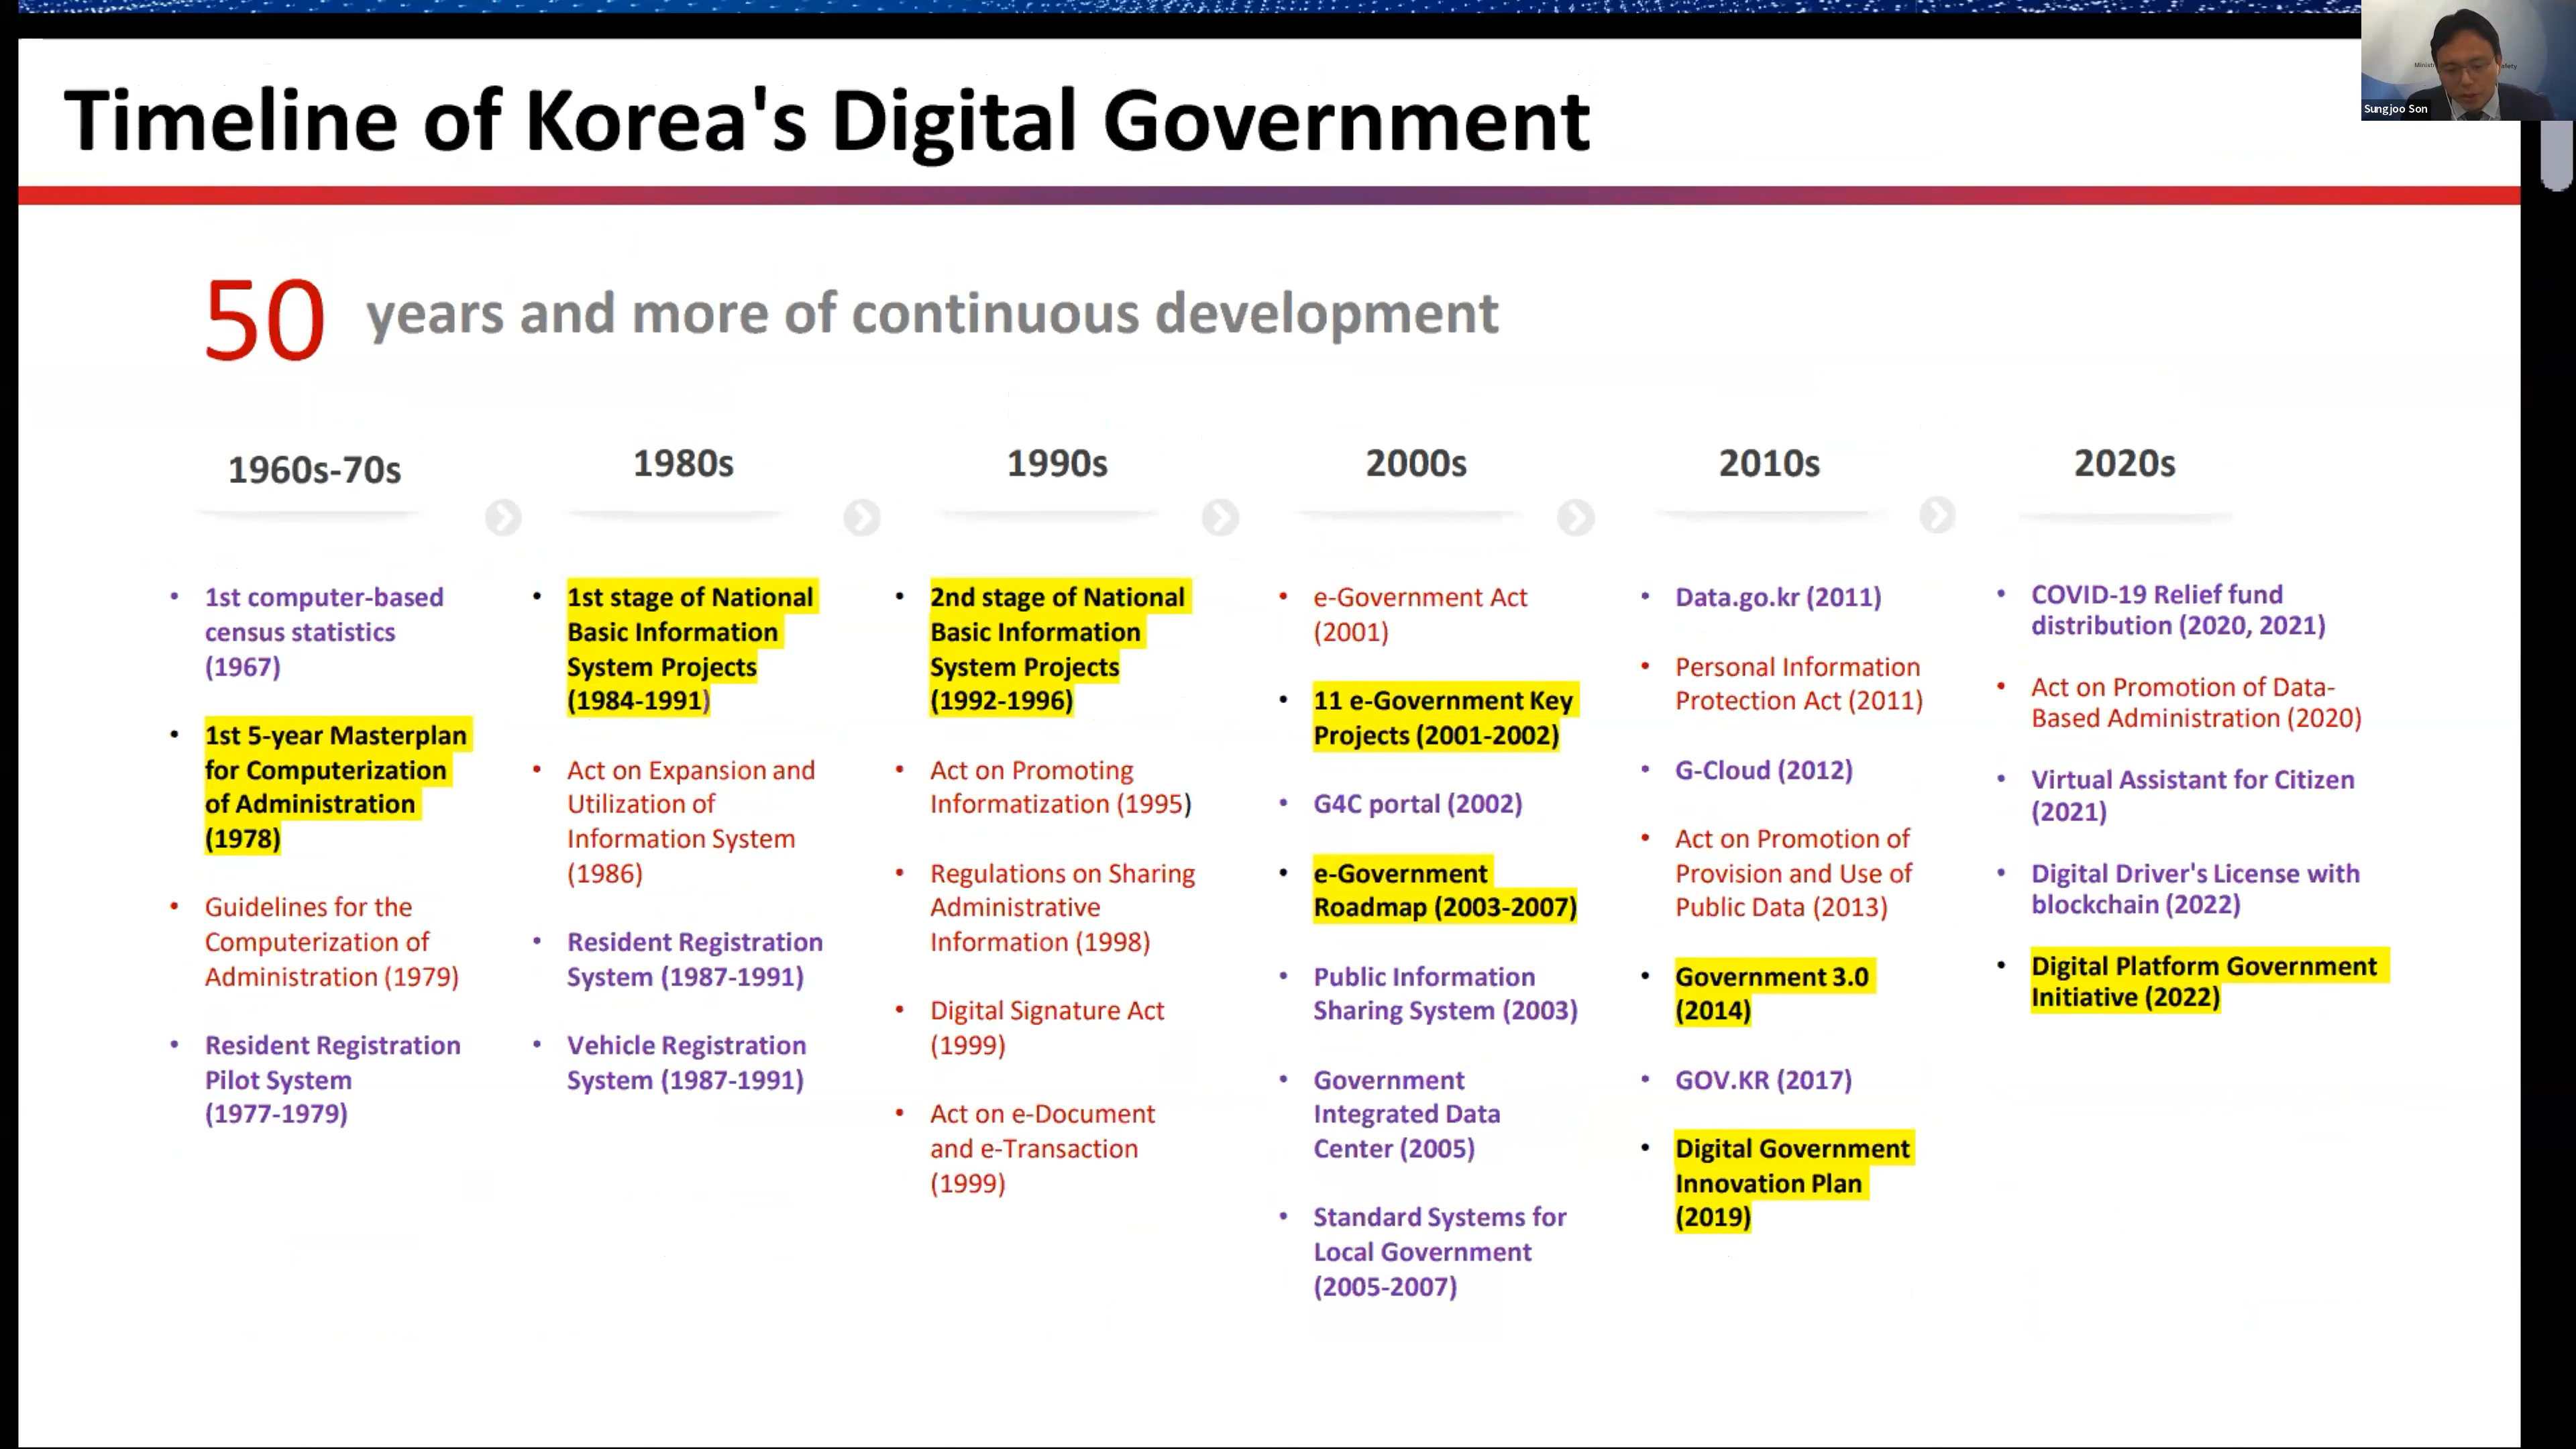 Timeline of Korea's Digital Government
Sungjoo Son
50 years and more of continuous development
1960s-70s
1st computer-based
census statistics
(1967)
1st 5-year Masterplan
for Computerization
of Administration
(1978)
Guidelines for the
Computerization of
Administration (1979)
Resident Registration
Pilot System
(1977-1979)
1980s
1st stage of National
Basic Information
System Projects
(1984-1991)
Act on Expansion and
Utilization of
Information System
(1986)
Resident Registration
System (1987-1991)
Vehicle Registration
System (1987-1991)
1990s
2nd stage of National
Basic Information
System Projects
(1992-1996)
Act on Promoting
Informatization (1995)
Regulations on Sharing
Administrative
Information (1998)
Digital Signature Act
(1999)
Act on e-Document
and e-Transaction
(1999)
2000s
e-Government Act
(2001)
11 e-Government Key
Projects (2001-2002)
G4C portal (2002)
e-Government
Roadmap (2003-2007)
Public Information
Sharing System (2003)
Government
Integrated Data
Center (2005)
Standard Systems for
Local Government
(2005-2007)
2010s
Data.go.kr (2011)
Personal Information
Protection Act (2011)
G-Cloud (2012)
Act on Promotion of
Provision and Use of
Public Data (2013)
Government 3.0
(2014)
GOV.KR (2017)
Digital Government
Innovation Plan
(2019)
2020s
COVID-19 Relief fund
distribution (2020, 2021)
Act on Promotion of Data-
Based Administration (2020)
Virtual Assistant for Citizen
(2021)
Digital Driver's License with
blockchain (2022)
Digital Platform Government
Initiative (2022)